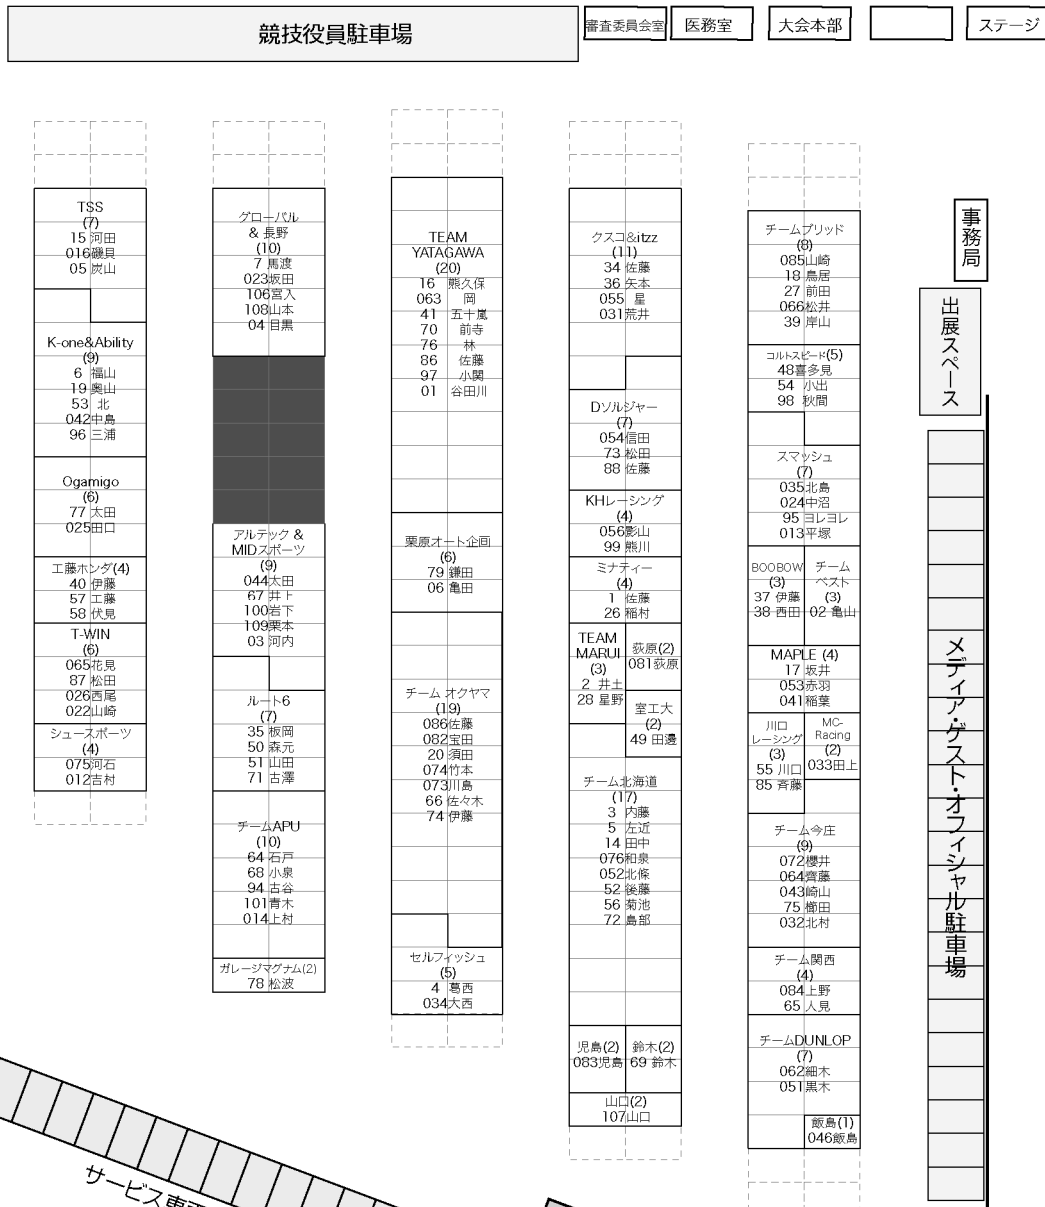 競技役員駐車場
審査委員会室
医務室
大会本部
ステージ
TSS
(7)
15 河田
016磯貝
05 炭山
K-one&Ability
(9)
6 福山
19 奥山
53 北
042中島
96 三浦
Ogamigo
(6)
77 太田
025田口
工藤ホンダ(4)
40 伊藤
57 工藤
58 伏見
T-WIN
(6)
065花見
87 松田
026西尾
022山崎
シュースポーツ
(4)
075河石
012吉村
グローバル
& 長野
(10)
7 馬渡
023坂田
106宮入
108山本
04 目黒
アルテック &
MIDスポーツ
(9)
044太田
67 井上
100岩下
109栗本
03 河内
ルート6
(7)
35 板岡
50 森元
51 山田
71 古澤
チームAPU
(10)
64 石戸
68 小泉
94 古谷
101青木
014上村
ガレージマグナム(2)
78 松波
TEAM
YATAGAWA
(20)
16 熊久保
063 岡
41 五十嵐
70 前寺
76 林
86 佐藤
97 小関
01 谷田川
栗原オート企画
(6)
79 鎌田
06 亀田
チーム オクヤマ
(19)
086佐藤
082宝田
20 須田
074竹本
073川島
66 佐々木
74 伊藤
セルフィッシュ
(5)
4 葛西
034大西
クスコ&itzz
(11)
34 佐藤
36 矢本
055 星
031荒井
Dソルジャー
(7)
054信田
73 松田
88 佐藤
KHレーシング
(4)
056影山
99 熊川
ミナティー
(4)
1 佐藤
26 稲村
TEAM
MARUI
(3)
2 井土
28 星野
荻原(2)
081荻原
室工大
(2)
49 田邊
チーム北海道
(17)
3 内藤
5 左近
14 田中
076和泉
052北條
52 後藤
56 菊池
72 島部
児島(2)
083児島
鈴木(2)
69 鈴木
山口(2)
107山口
チームブリッド
(8)
085山崎
18 鳥居
27 前田
066松井
39 岸山
コルトスピード(5)
48喜多見
54 小出
98 秋間
スマッシュ
(7)
035北島
024中沼
95 ヨレヨレ
013平塚
BOOBOW
(3)
37 伊藤
38 西田
チーム
ベスト
(3)
02 亀山
MAPLE (4)
17 坂井
053赤羽
041稲葉
川口
レーシング
(3)
55 川口
85 斉藤
MC-
Racing
(2)
033田上
チーム今庄
(9)
072櫻井
064齊藤
043崎山
75 櫛田
032北村
チーム関西
(4)
084上野
65 人見
チームDUNLOP
(7)
062細木
051黒木
飯島(1)
046飯島
事務局
出展スペース
メディア・ゲスト・オフィシャル駐車場
サービス車両